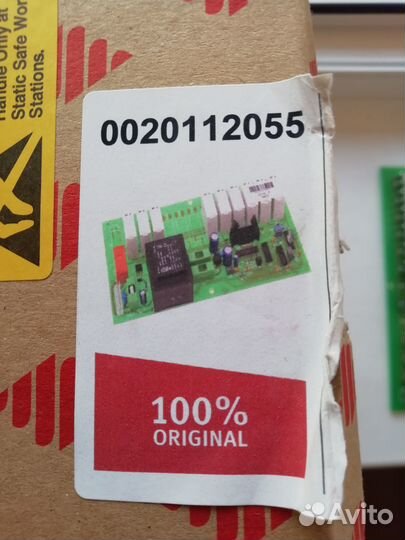 Handle Only at
Static Safe Wor
Stations.
0020112055
100%
ORIGINAL
Avito